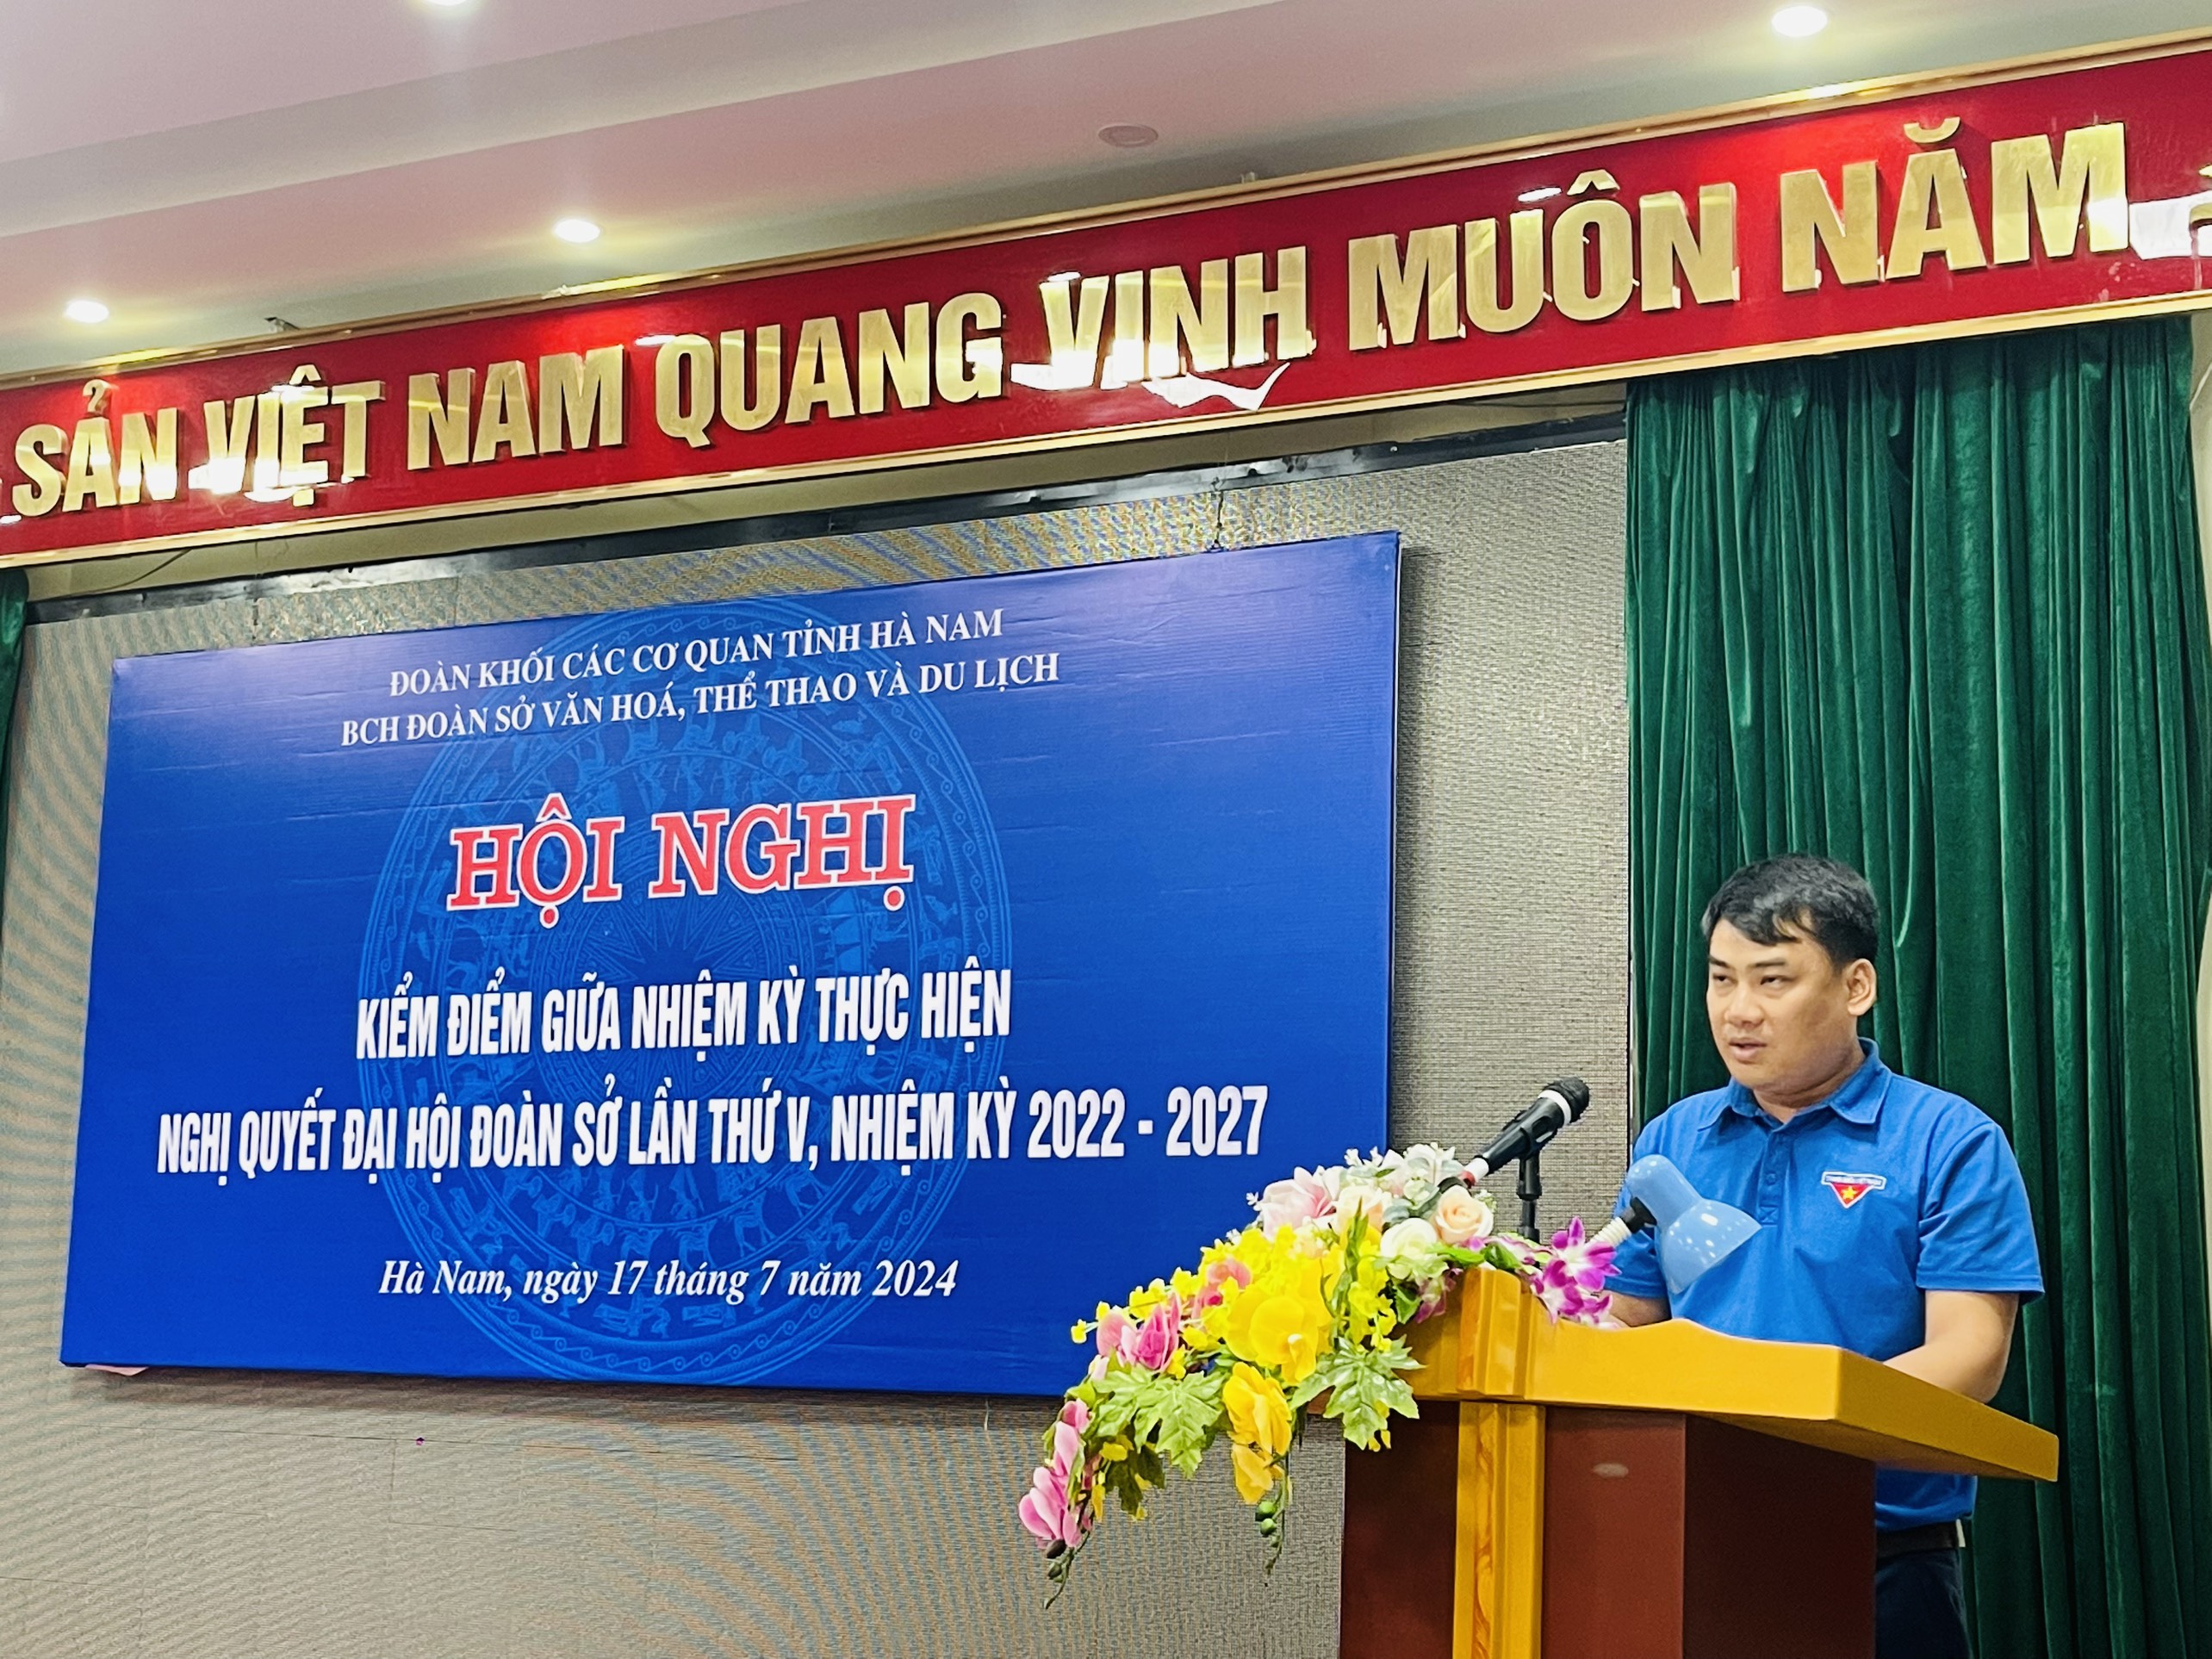 SẢN VIỆT NAM QUANG VINH MUÔN NĂM
ĐOÀN KHỐI CÁC CƠ QUAN TỈNH HÀ NAM
BCH ĐOÀN SỞ VĂN HOÁ, THỂ THAO VÀ DU LỊCH
HỘI NGHỊ
KIỂM ĐIỂM GIỮA NHIỆM KỲ THỰC HIỆN
NGHỊ QUYẾT ĐẠI HỘI ĐOÀN SỞ LẦN THỨ V, NHIỆM KỲ 2022 - 2027
Hà Nam, ngày 17 tháng 7 năm 2024